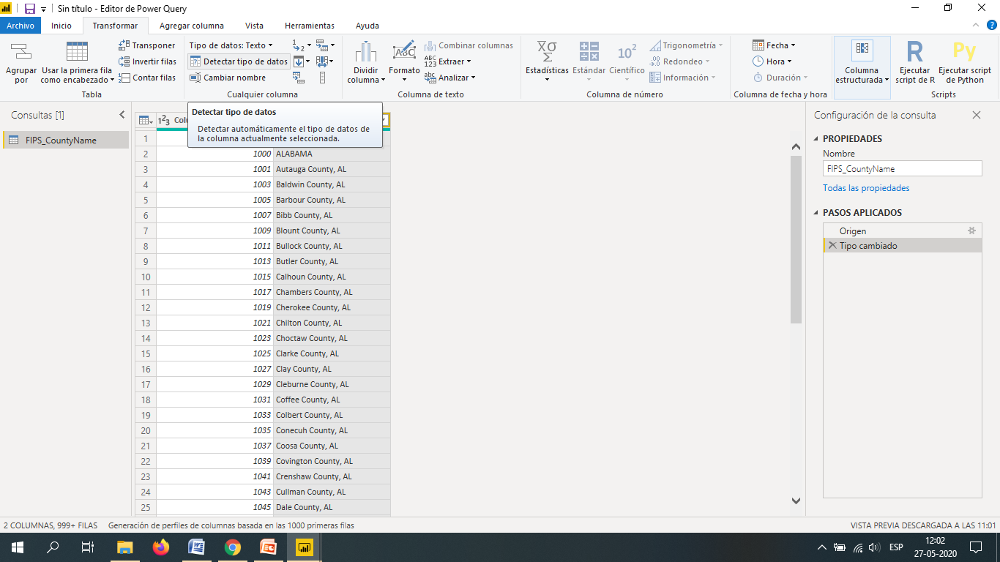 Sin título - Editor de Power Query
Archivo Inicio Transformar Agregar columna Vista Herramientas Ayuda
Agrupar por
Usar la primera fila como encabezado
Transponer
Invertir filas
Contar filas
Tabla
Tipo de datos: Texto
Detectar tipo de datos
Cambiar nombre
Cualquier columna
Dividir columna
Formato
ABC
Combinar columnas
ABC 123 Extraer
abc Analizar
Columna de texto
Estadísticas
Estándar
10² Científico
Trigonometría
.00 Redondeo
Información
Columna de número
Fecha
Hora
Duración
Columna de fecha y hora
Columna estructurada
R
Ejecutar script de R
Py
Ejecutar script de Python
Scripts
Consultas [1]
FIPS_CountyName
Detectar tipo de datos
Detectar automáticamente el tipo de datos de
la columna actualmente seleccionada.
1
2 1000 ALABAMA
3 1001 Autauga County, AL
4 1003 Baldwin County, AL
5 1005 Barbour County, AL
6 1007 Bibb County, AL
7 1009 Blount County, AL
8 1011 Bullock County, AL
9 1013 Butler County, AL
10 1015 Calhoun County, AL
11 1017 Chambers County, AL
12 1019 Cherokee County, AL
13 1021 Chilton County, AL
14 1023 Choctaw County, AL
15 1025 Clarke County, AL
16 1027 Clay County, AL
17 1029 Cleburne County, AL
18 1031 Coffee County, AL
19 1033 Colbert County, AL
20 1035 Conecuh County, AL
21 1037 Coosa County, AL
22 1039 Covington County, AL
23 1041 Crenshaw County, AL
24 1043 Cullman County, AL
25 1045 Dale County, AL
Configuración de la consulta
PROPIEDADES
Nombre
FIPS_CountyName
Todas las propiedades
PASOS APLICADOS
Origen
Tipo cambiado
2 COLUMNAS, 999+ FILAS Generación de perfiles de columnas basada en las 1000 primeras filas
VISTA PREVIA DESCARGADA A LAS 11:01
ESP
12:02
27-05-2020